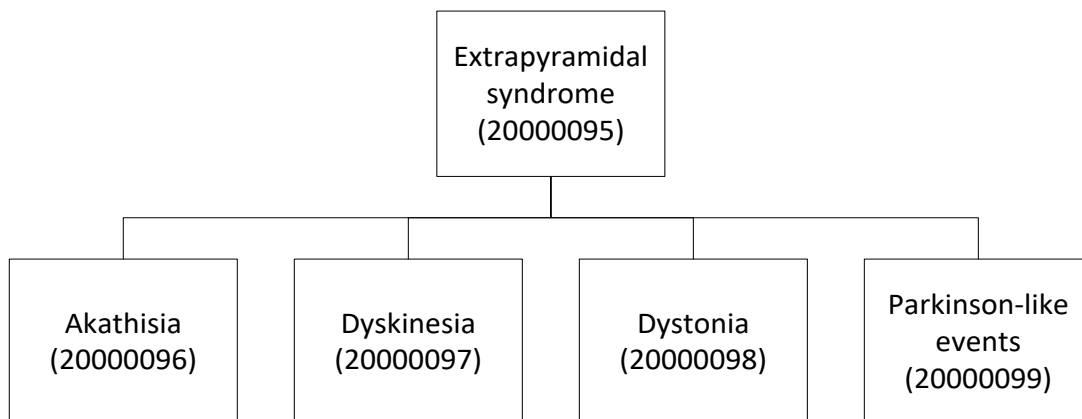 Extrapyramidal
syndrome
(20000095)
Akathisia
(20000096)
Dyskinesia
(20000097)
Dystonia
(20000098)
Parkinson-like
events
(20000099)